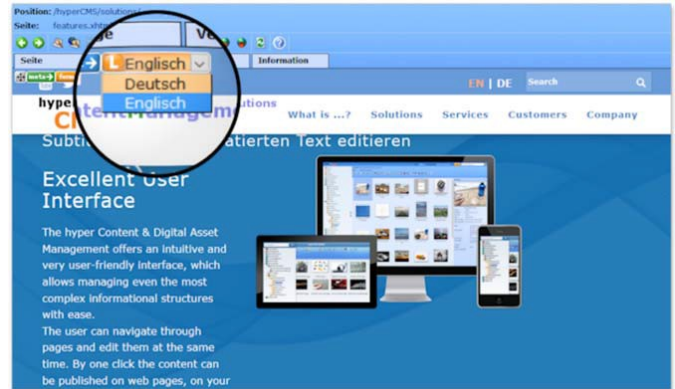 Position: /hyperCMS/solutions/
Seite: features.xhtml
Seite
Information
L Englisch
Deutsch
Englisch
meta
EN | DE Search
hyper
What is ...? Solutions Services Customers Company
atierten Text editieren
Excellent User
Interface
The hyper Content & Digital Asset
Management offers an intuitive and
very user-friendly interface, which
allows managing even the most
complex informational structures
with ease.
The user can navigate through
pages and edit them at the same
time. By one click the content can
be published on web pages, on your